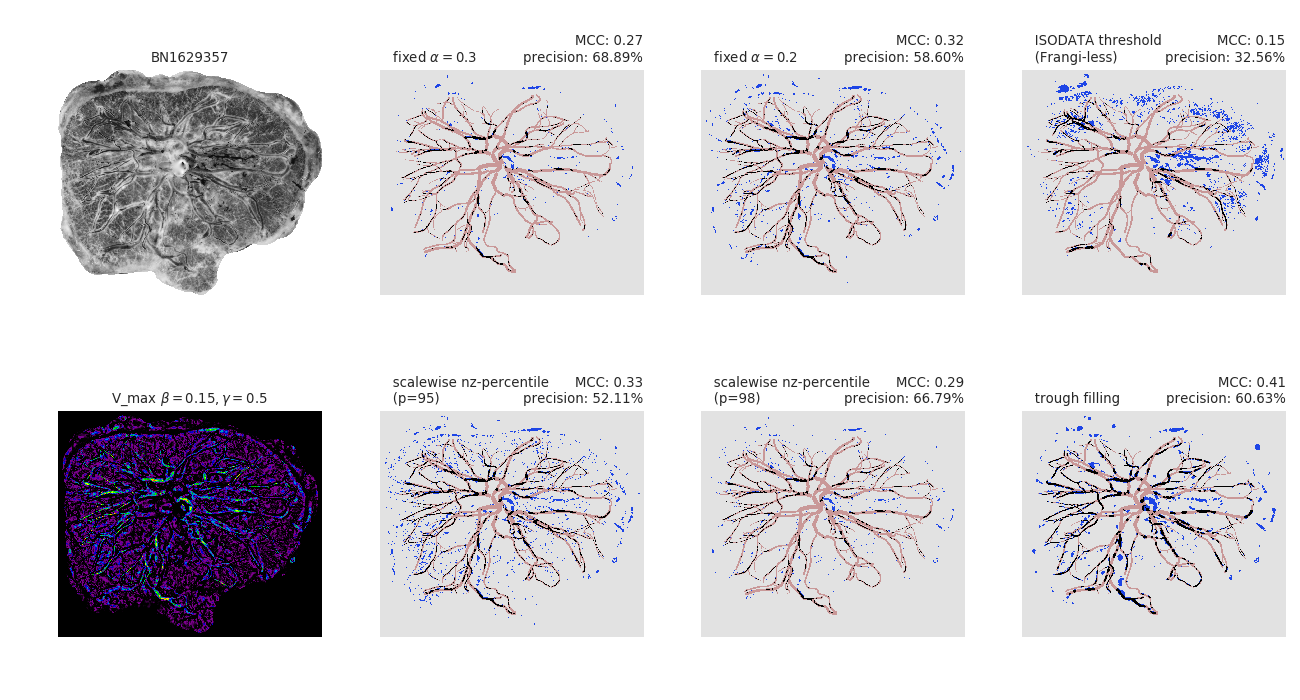 BN1629357
MCC: 0.27
fixed α = 0.3 precision: 68.89%
MCC: 0.32
fixed α = 0.2 precision: 58.60%
ISODATA threshold MCC: 0.15
(Frangi-less) precision: 32.56%
V_max β = 0.15, γ = 0.5
scalewise nz-percentile MCC: 0.33
(p=95) precision: 52.11%
scalewise nz-percentile MCC: 0.29
(p=98) precision: 66.79%
MCC: 0.41
trough filling precision: 60.63%